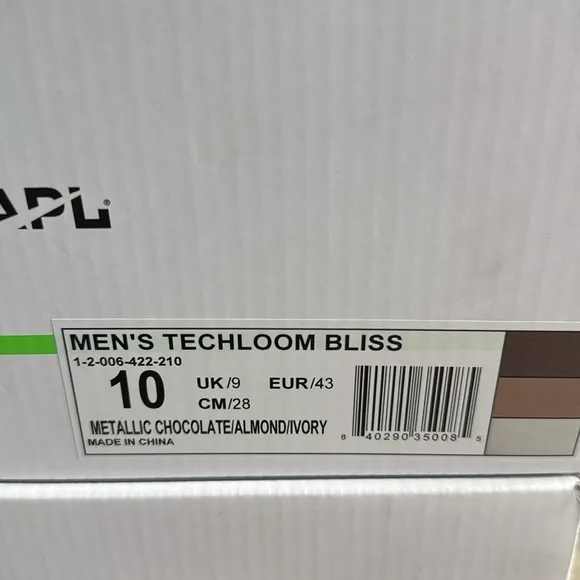 APL®
MEN'S TECHLOOM BLISS
1-2-006-422-210
10 UK/9 EUR/43
CM/28
METALLIC CHOCOLATE/ALMOND/IVORY
MADE IN CHINA
8 40290 35008 5